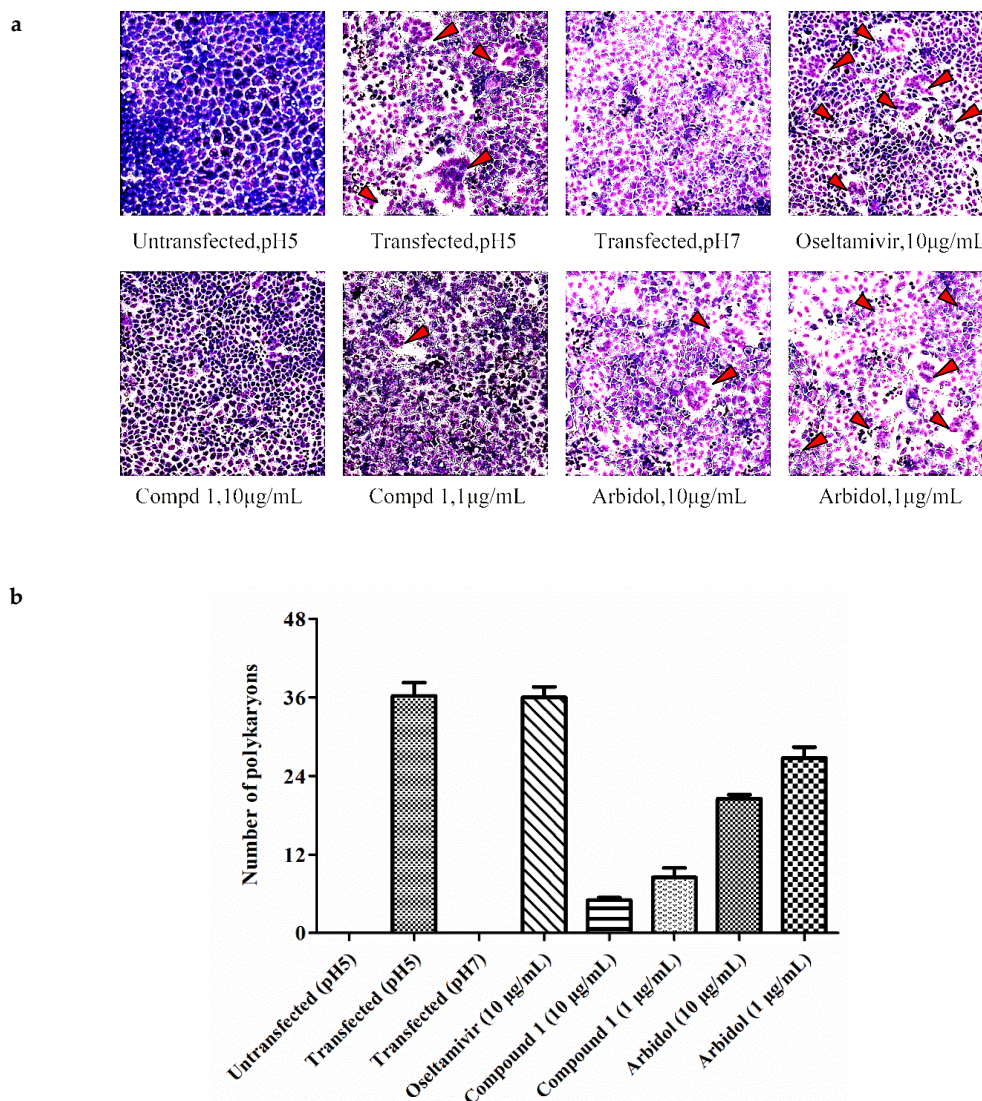 a
Untransfected,pH5
Transfected,pH5
Transfected,pH7
Oseltamivir,10μg/mL
Compd 1,10μg/mL
Compd 1,1μg/mL
Arbidol,10μg/mL
Arbidol,1μg/mL
b
Number of polykaryons
48
36
24
12
0
Untransfected (pH5)
Transfected (pH5)
Transfected (pH7)
Oseltamivir (10 μg/mL)
Compound 1 (10 μg/mL)
Compound 1 (1 μg/mL)
Arbidol (10 μg/mL)
Arbidol (1 μg/mL)